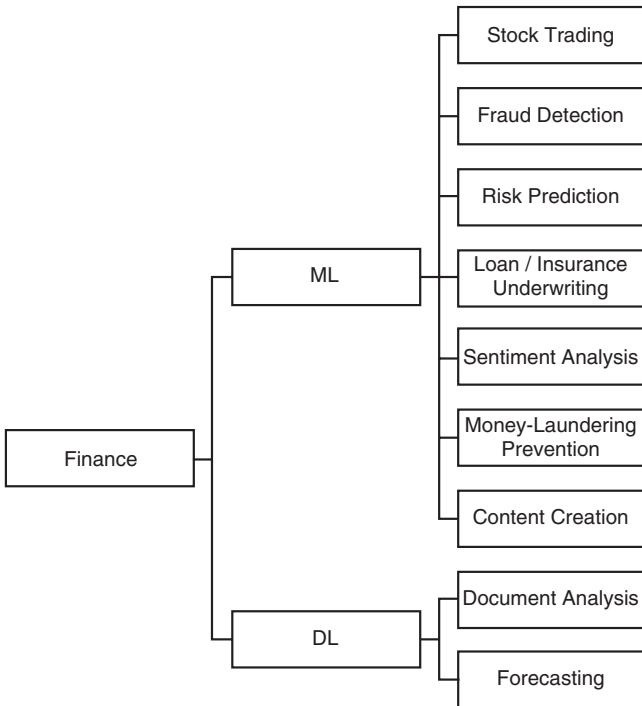 Stock Trading
Fraud Detection
Risk Prediction
ML
Loan / Insurance
Underwriting
Sentiment Analysis
Finance
Money-Laundering
Prevention
Content Creation
DL
Document Analysis
Forecasting